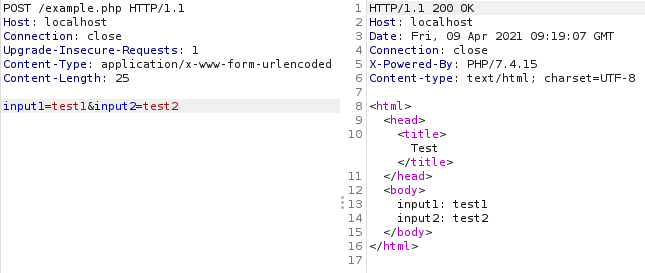 POST /example.php HTTP/1.1
Host: localhost
Connection: close
Upgrade-Insecure-Requests: 1
Content-Type: application/x-www-form-urlencoded
Content-Length: 25

input1=test1&input2=test2

1 HTTP/1.1 200 OK
2 Host: localhost
3 Date: Fri, 09 Apr 2021 09:19:07 GMT
4 Connection: close
5 X-Powered-By: PHP/7.4.15
6 Content-type: text/html; charset=UTF-8
7
8 <html>
9   <head>
10     <title>
      Test
    </title>
11   </head>
12   <body>
13     input1: test1
14     input2: test2
15   </body>
16 </html>
17